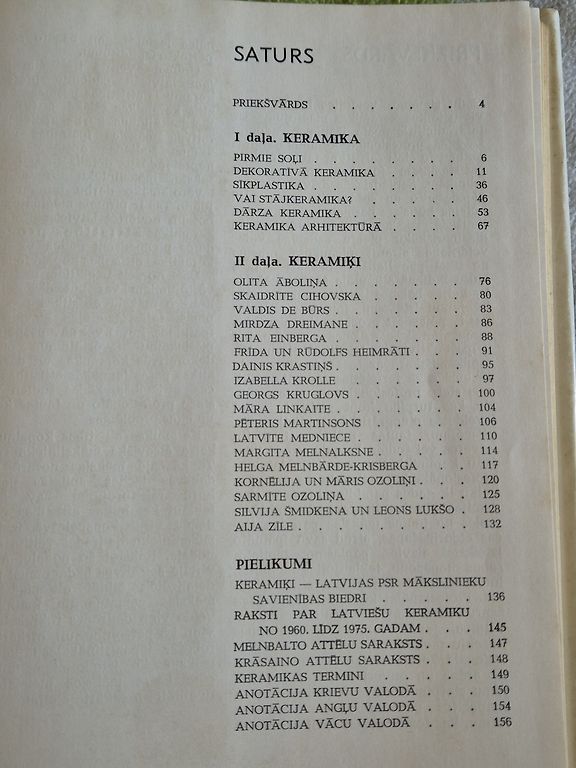 SATURS
PRIEKŠVĀRDS . . . . . . . 4
I daļa. KERAMIKA
PIRMIE SOĻI . . . . . . . . 6
DEKORATĪVĀ KERAMIKA . . . . . 11
SĪKPLASTIKA . . . . . . . . 36
VAI STĀJKERAMIKA? . . . . . 46
DĀRZA KERAMIKA . . . . . . 53
KERAMIKA ARHITEKTŪRĀ . . . . 67
II daļa. KERAMIĶI
OLITA ĀBOLIŅA . . . . . . . 76
SKAIDRĪTE CIHOVSKA . . . . . 80
VALDIS DE BŪRS . . . . . . . 83
MIRDZA DREIMANE . . . . . . 86
RITA EINBERGA . . . . . . . 88
FRĪDA UN RŪDOLFS HEIMRĀTI . . . 91
DAINIS KRASTIŅŠ . . . . . . . 95
IZABELLA KROLLE . . . . . . 97
GEORGS KRUGLOVS . . . . . . 100
MĀRA LINKAITE . . . . . . . 104
PĒTERIS MARTINSONS . . . . . 106
LATVĪTE MEDNIECE . . . . . . 110
MARGITA MELNALKSNE . . . . . 114
HELGA MELNBĀRDE-KRISBERGA . . 117
KORNĒLIJA UN MĀRIS OZOLIŅI . . . 120
SARMĪTE OZOLIŅA . . . . . . 125
SILVIJA ŠMIDKENA UN LEONS LUKŠO . 128
AIJA ZĪLE . . . . . . . . . 132
PIELIKUMI
KERAMIĶI — LATVIJAS PSR MĀKSLINIEKU
SAVIENĪBAS BIEDRI . . . . . 136
RAKSTI PAR LATVIEŠU KERAMIKU
NO 1960. LĪDZ 1975. GADAM . . . 145
MELNBALTO ATTĒLU SARAKSTS . . . 147
KRĀSAINO ATTĒLU SARAKSTS . . . 148
KERAMIKAS TERMINI . . . . . 149
ANOTĀCIJA KRIEVU VALODĀ . . . 150
ANOTĀCIJA ANGĻU VALODĀ . . . 154
ANOTĀCIJA VĀCU VALODĀ . . . 156